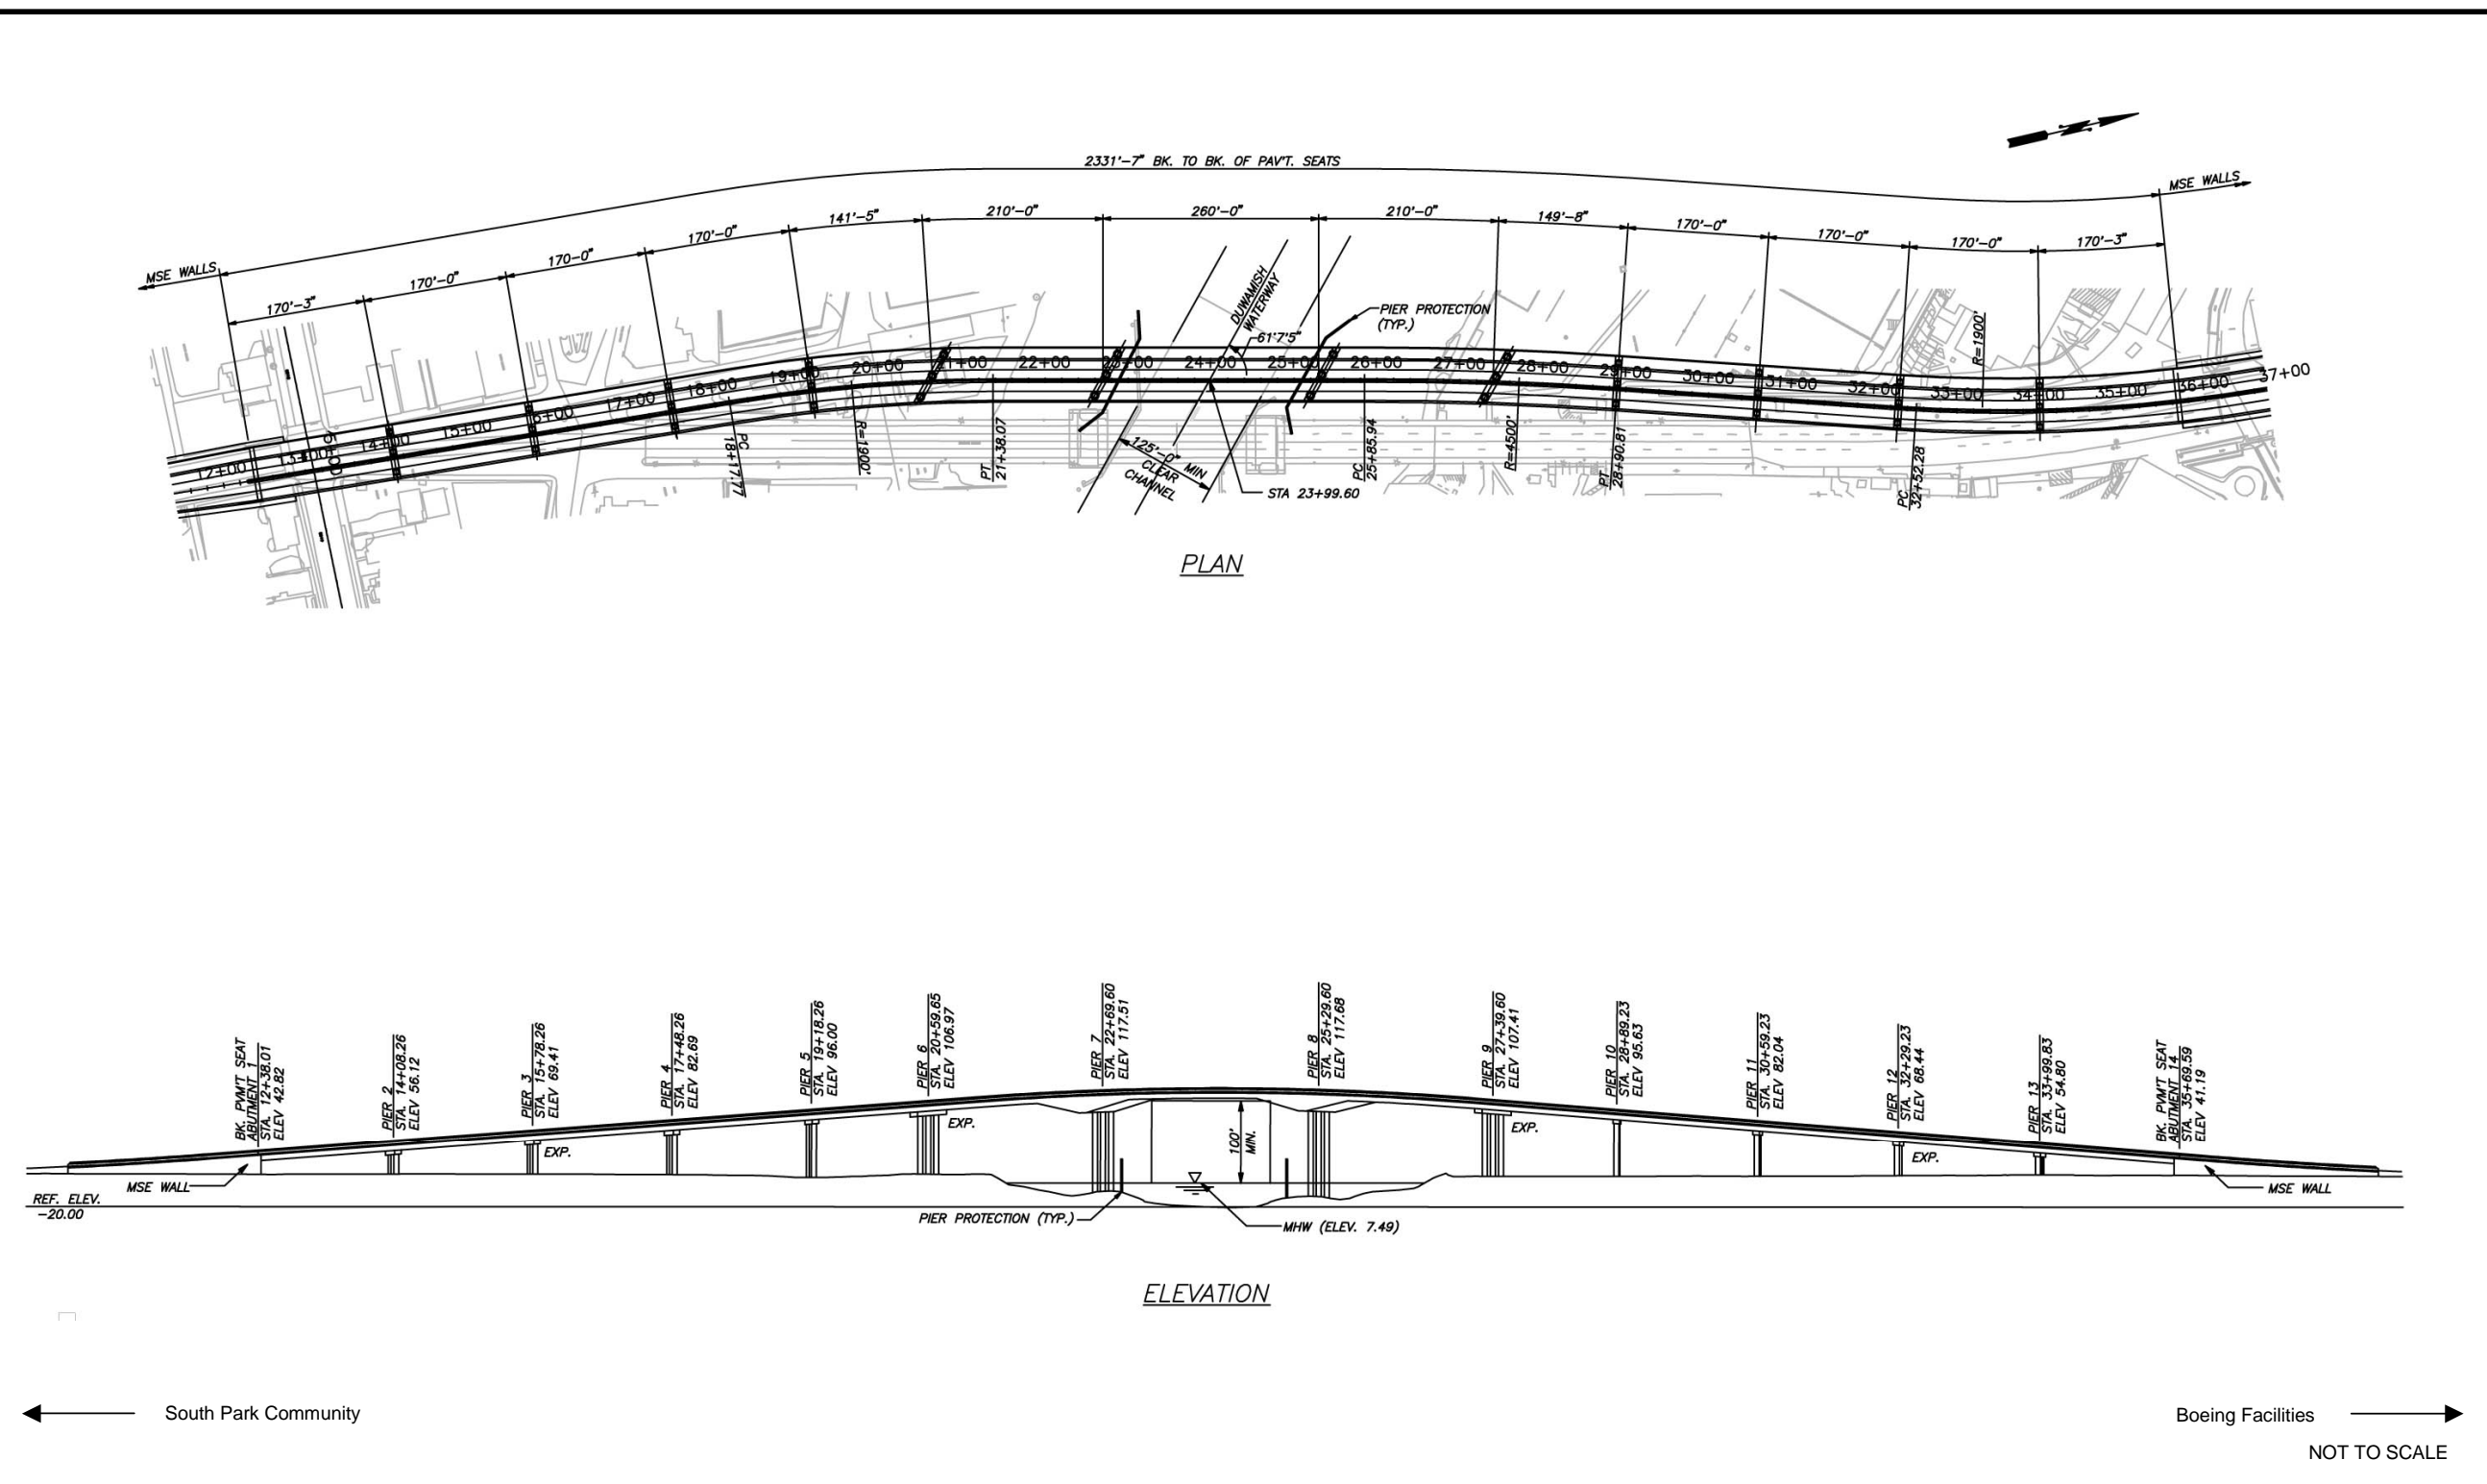 2331'-7" BK. TO BK. OF PAV'T. SEATS
MSE WALLS
MSE WALLS
170'-3"
170'-0"
170-0"
170'-0"
141'-5"
210'-0"
260'-0"
210'-0"
149'-8"
170'-0"
170'-0"
170'-0"
170'-3"
DUWAMISH
WATERWAY
61'7'5"
PIER PROTECTION
(TYP.)
R=1900'
12+00
13+00
14+00
15+00
17+00
18+00
19+00
20+00
21+00
22+00
24+00
25+00
26+00
27+00
28+00
29+00
30+00
31+00
32+00
33+00
34+00
35+00
36+00
37+00
PC
18+17.77
R=1900'
PT
21+38.07
125'-0" MIN
CLEAR
CHANNEL
STA 23+99.60
PC
25+85.94
R=4500'
PT
28+90.81
PC
32+52.28
PLAN
BK. PVM'T SEAT
ABUTMENT 1
STA. 12+38.01
ELEV 42.82
PIER 2
STA. 14+08.26
ELEV 56.12
PIER 3
STA. 15+78.26
ELEV 69.41
PIER 4
STA. 17+48.26
ELEV 82.69
PIER 5
STA. 19+18.26
ELEV 96.00
PIER 6
STA. 20+59.65
ELEV 106.97
PIER 7
STA. 22+69.60
ELEV 117.51
PIER 8
STA. 25+29.60
ELEV 117.68
PIER 9
STA. 27+39.60
ELEV 107.41
PIER 10
STA. 28+89.23
ELEV 95.63
PIER 11
STA. 30+59.23
ELEV 82.04
PIER 12
STA. 32+29.23
ELEV 68.44
PIER 13
STA. 33+99.83
ELEV 54.80
BK. PVM'T SEAT
ABUTMENT 14
STA. 35+69.59
ELEV 41.19
EXP.
EXP.
EXP.
EXP.
100'
MIN.
MSE WALL
MSE WALL
REF. ELEV.
-20.00
PIER PROTECTION (TYP.)
MHW (ELEV. 7.49)
ELEVATION
South Park Community
Boeing Facilities
NOT TO SCALE